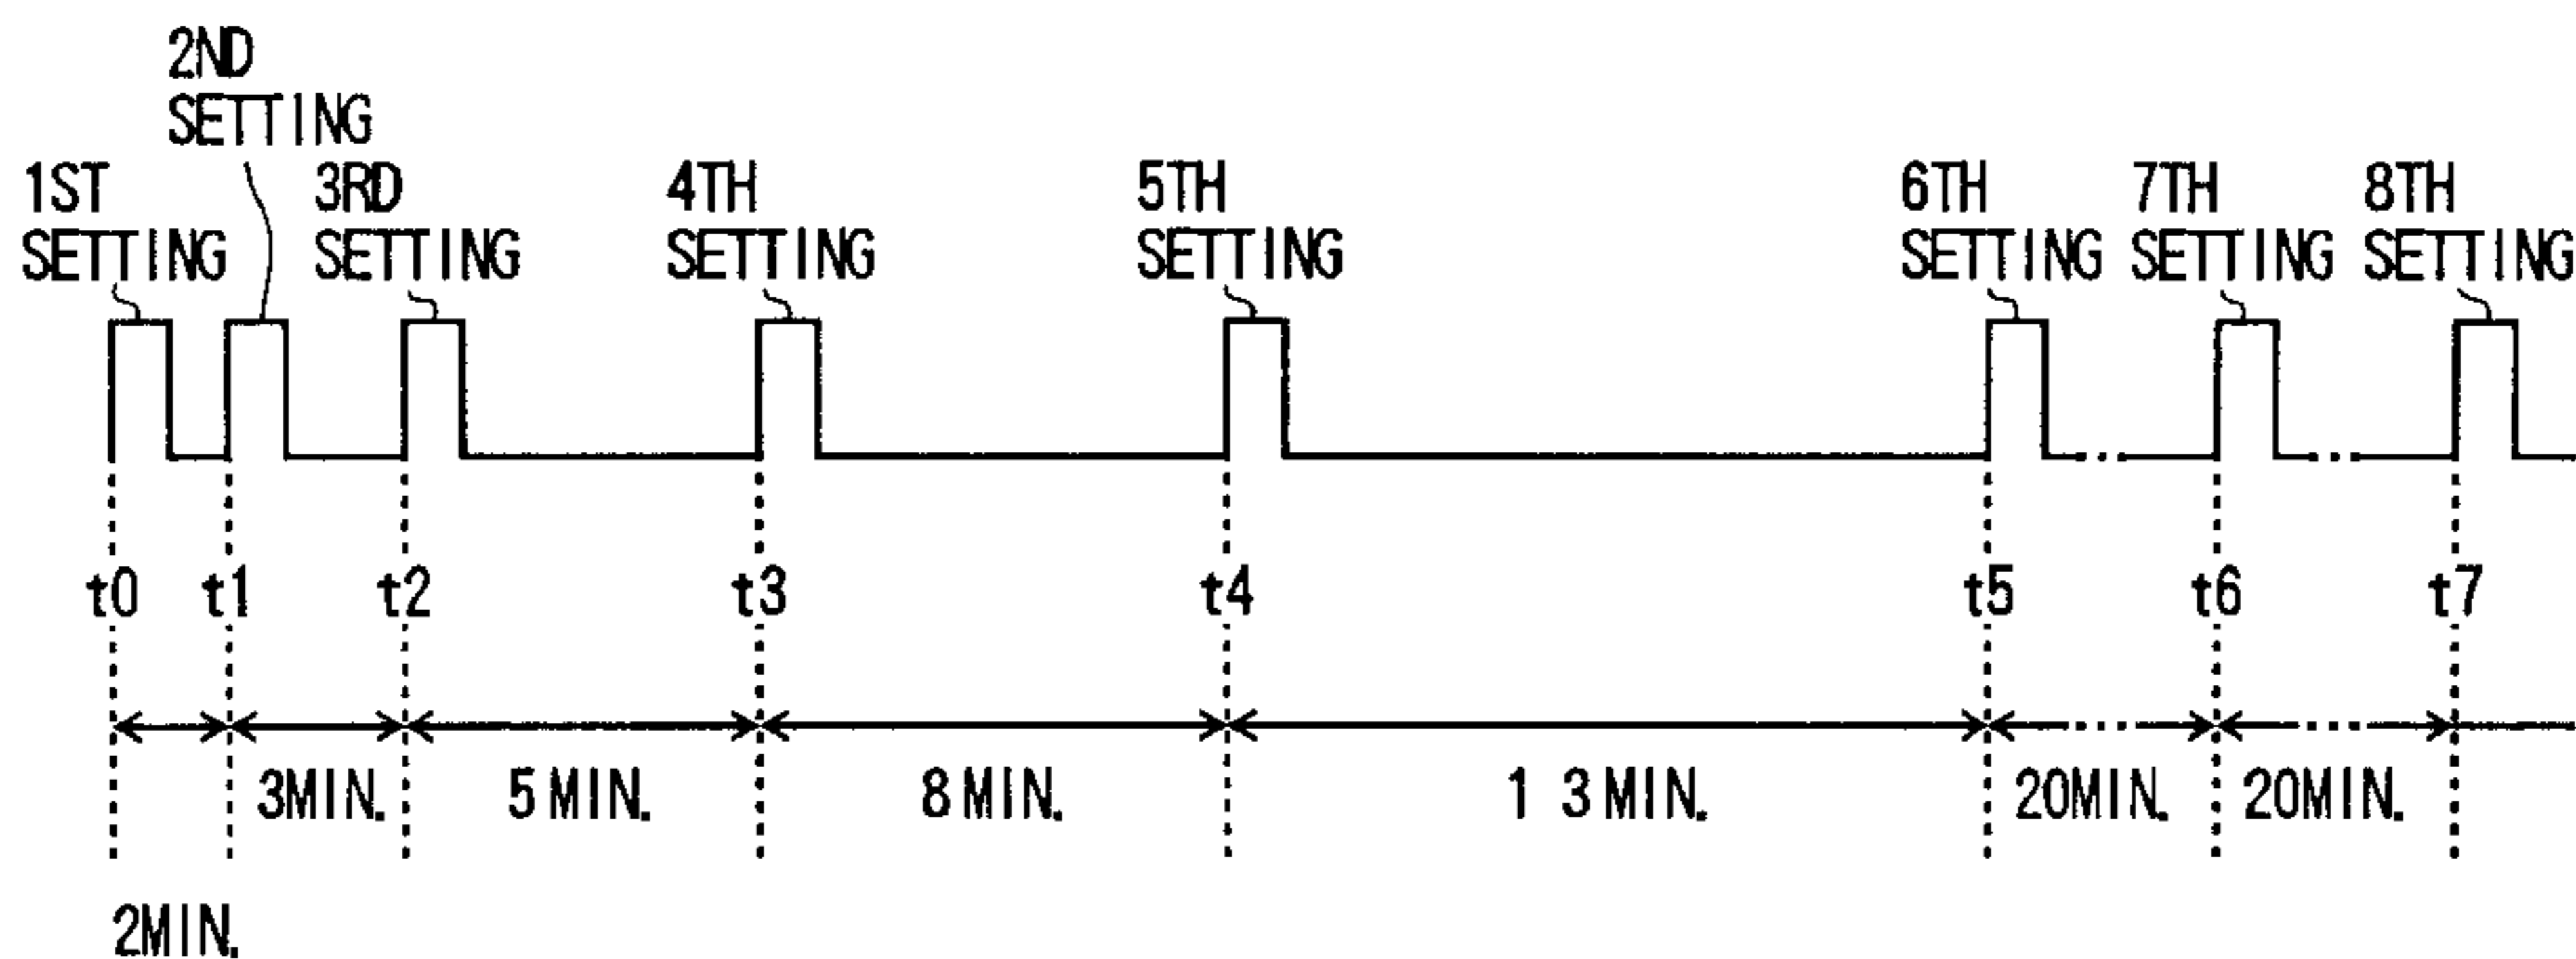 2ND
SETTING
1ST
SETTING
3RD
SETTING
4TH
SETTING
5TH
SETTING
6TH
SETTING
7TH
SETTING
8TH
SETTING
t0 t1 t2 t3 t4 t5 t6 t7
3MIN. 5MIN. 8MIN. 13MIN. 20MIN. 20MIN.
2MIN.